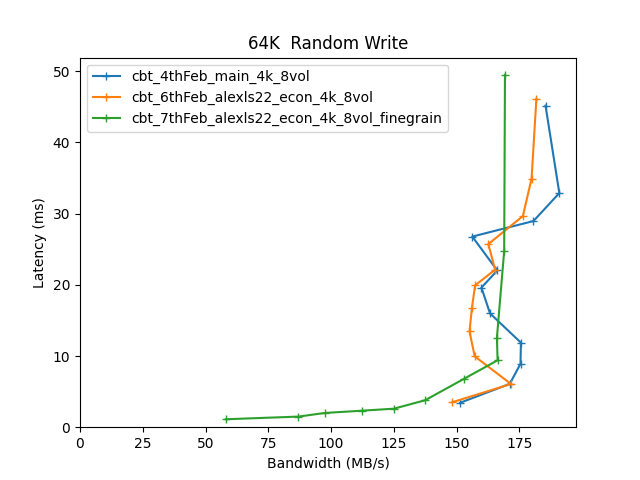 64K  Random Write
cbt_4thFeb_main_4k_8vol
cbt_6thFeb_alexls22_econ_4k_8vol
cbt_7thFeb_alexls22_econ_4k_8vol_finegrain
Latency (ms)
50
40
30
20
10
0
0 25 50 75 100 125 150 175
Bandwidth (MB/s)